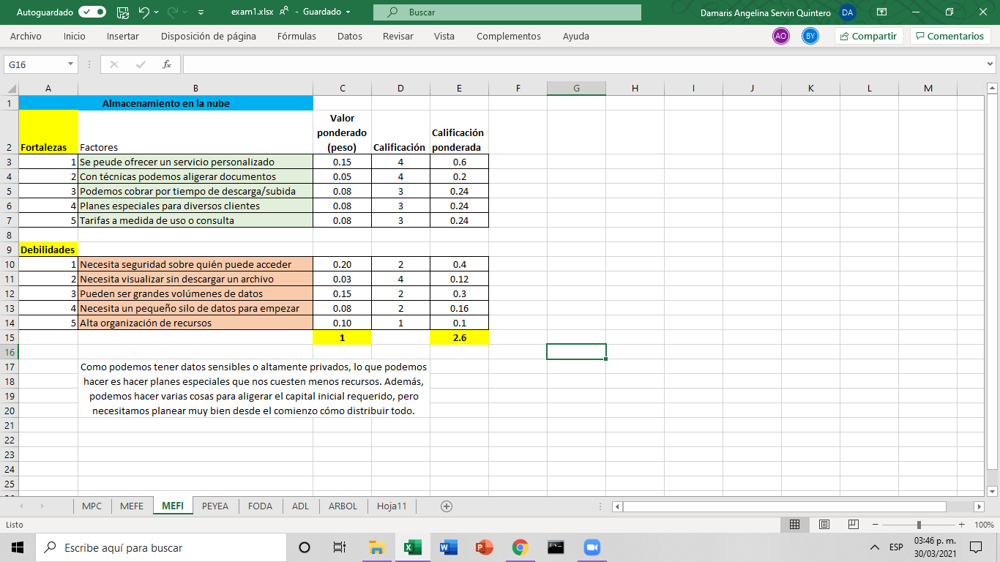 Autoguardado exam1.xlsx - Guardado Buscar Damaris Angelina Servin Quintero DA
Archivo Inicio Insertar Disposición de página Fórmulas Datos Revisar Vista Complementos Ayuda AO BY Compartir Comentarios
G16 fx
A B C D E F G H I J K L M
1 Almacenamiento en la nube
2 Fortalezas Factores Valor ponderado (peso) Calificación Calificación ponderada
3 1 Se peude ofrecer un servicio personalizado 0.15 4 0.6
4 2 Con técnicas podemos aligerar documentos 0.05 4 0.2
5 3 Podemos cobrar por tiempo de descarga/subida 0.08 3 0.24
6 4 Planes especiales para diversos clientes 0.08 3 0.24
7 5 Tarifas a medida de uso o consulta 0.08 3 0.24
8
9 Debilidades
10 1 Necesita seguridad sobre quién puede acceder 0.20 2 0.4
11 2 Necesita visualizar sin descargar un archivo 0.03 4 0.12
12 3 Pueden ser grandes volúmenes de datos 0.15 2 0.3
13 4 Necesita un pequeño silo de datos para empezar 0.08 2 0.16
14 5 Alta organización de recursos 0.10 1 0.1
15 1 2.6
16
17 Como podemos tener datos sensibles o altamente privados, lo que podemos
18 hacer es hacer planes especiales que nos cuesten menos recursos. Además,
19 podemos hacer varias cosas para aligerar el capital inicial requerido, pero
20 necesitamos planear muy bien desde el comienzo cómo distribuir todo.
21
22
23
24
25
MPC MEFE MEFI PEYEA FODA ADL ARBOL Hoja11
Listo 100%
Escribe aquí para buscar ESP 03:46 p. m.
30/03/2021